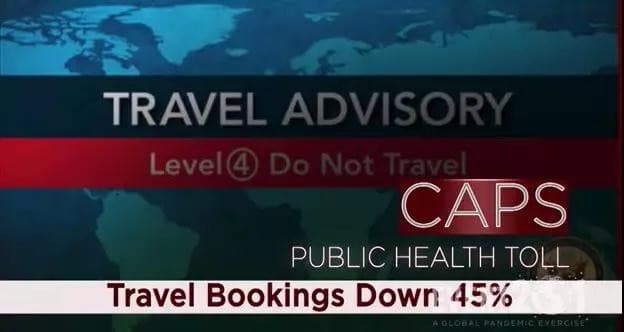 TRAVEL ADVISORY
Level④ Do Not Travel
CAPS
PUBLIC HEALTH TOLL
Travel Bookings Down 45%
A GLOBAL PANDEMIC EXERCISE